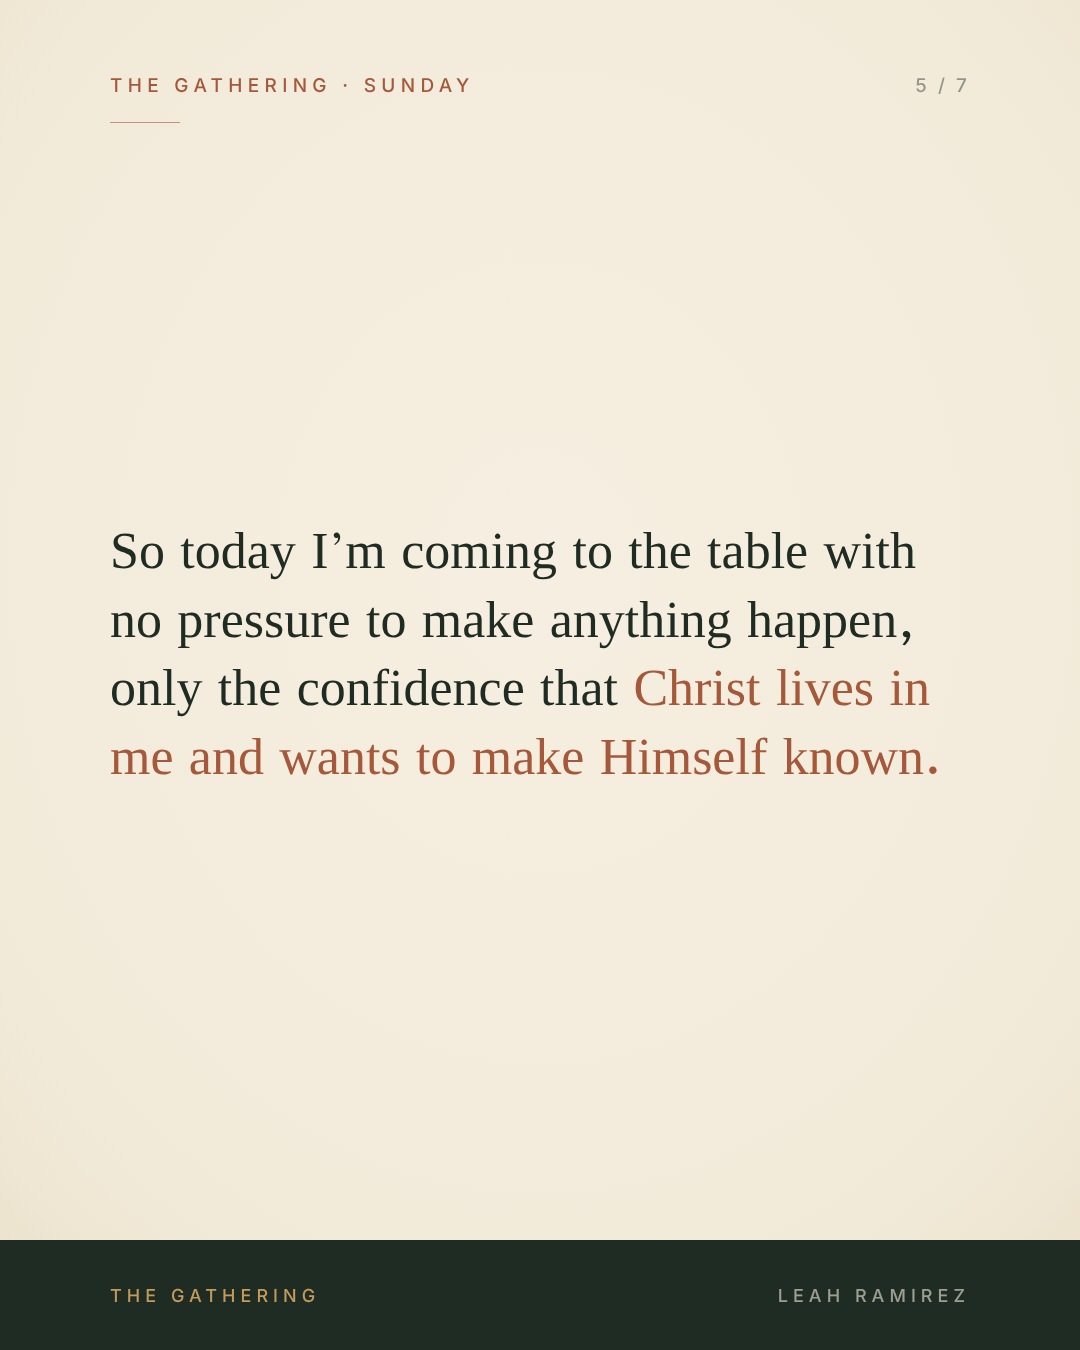 THE GATHERING · SUNDAY
5 / 7
So today I’m coming to the table with
no pressure to make anything happen,
only the confidence that Christ lives in
me and wants to make Himself known.
THE GATHERING
LEAH RAMIREZ